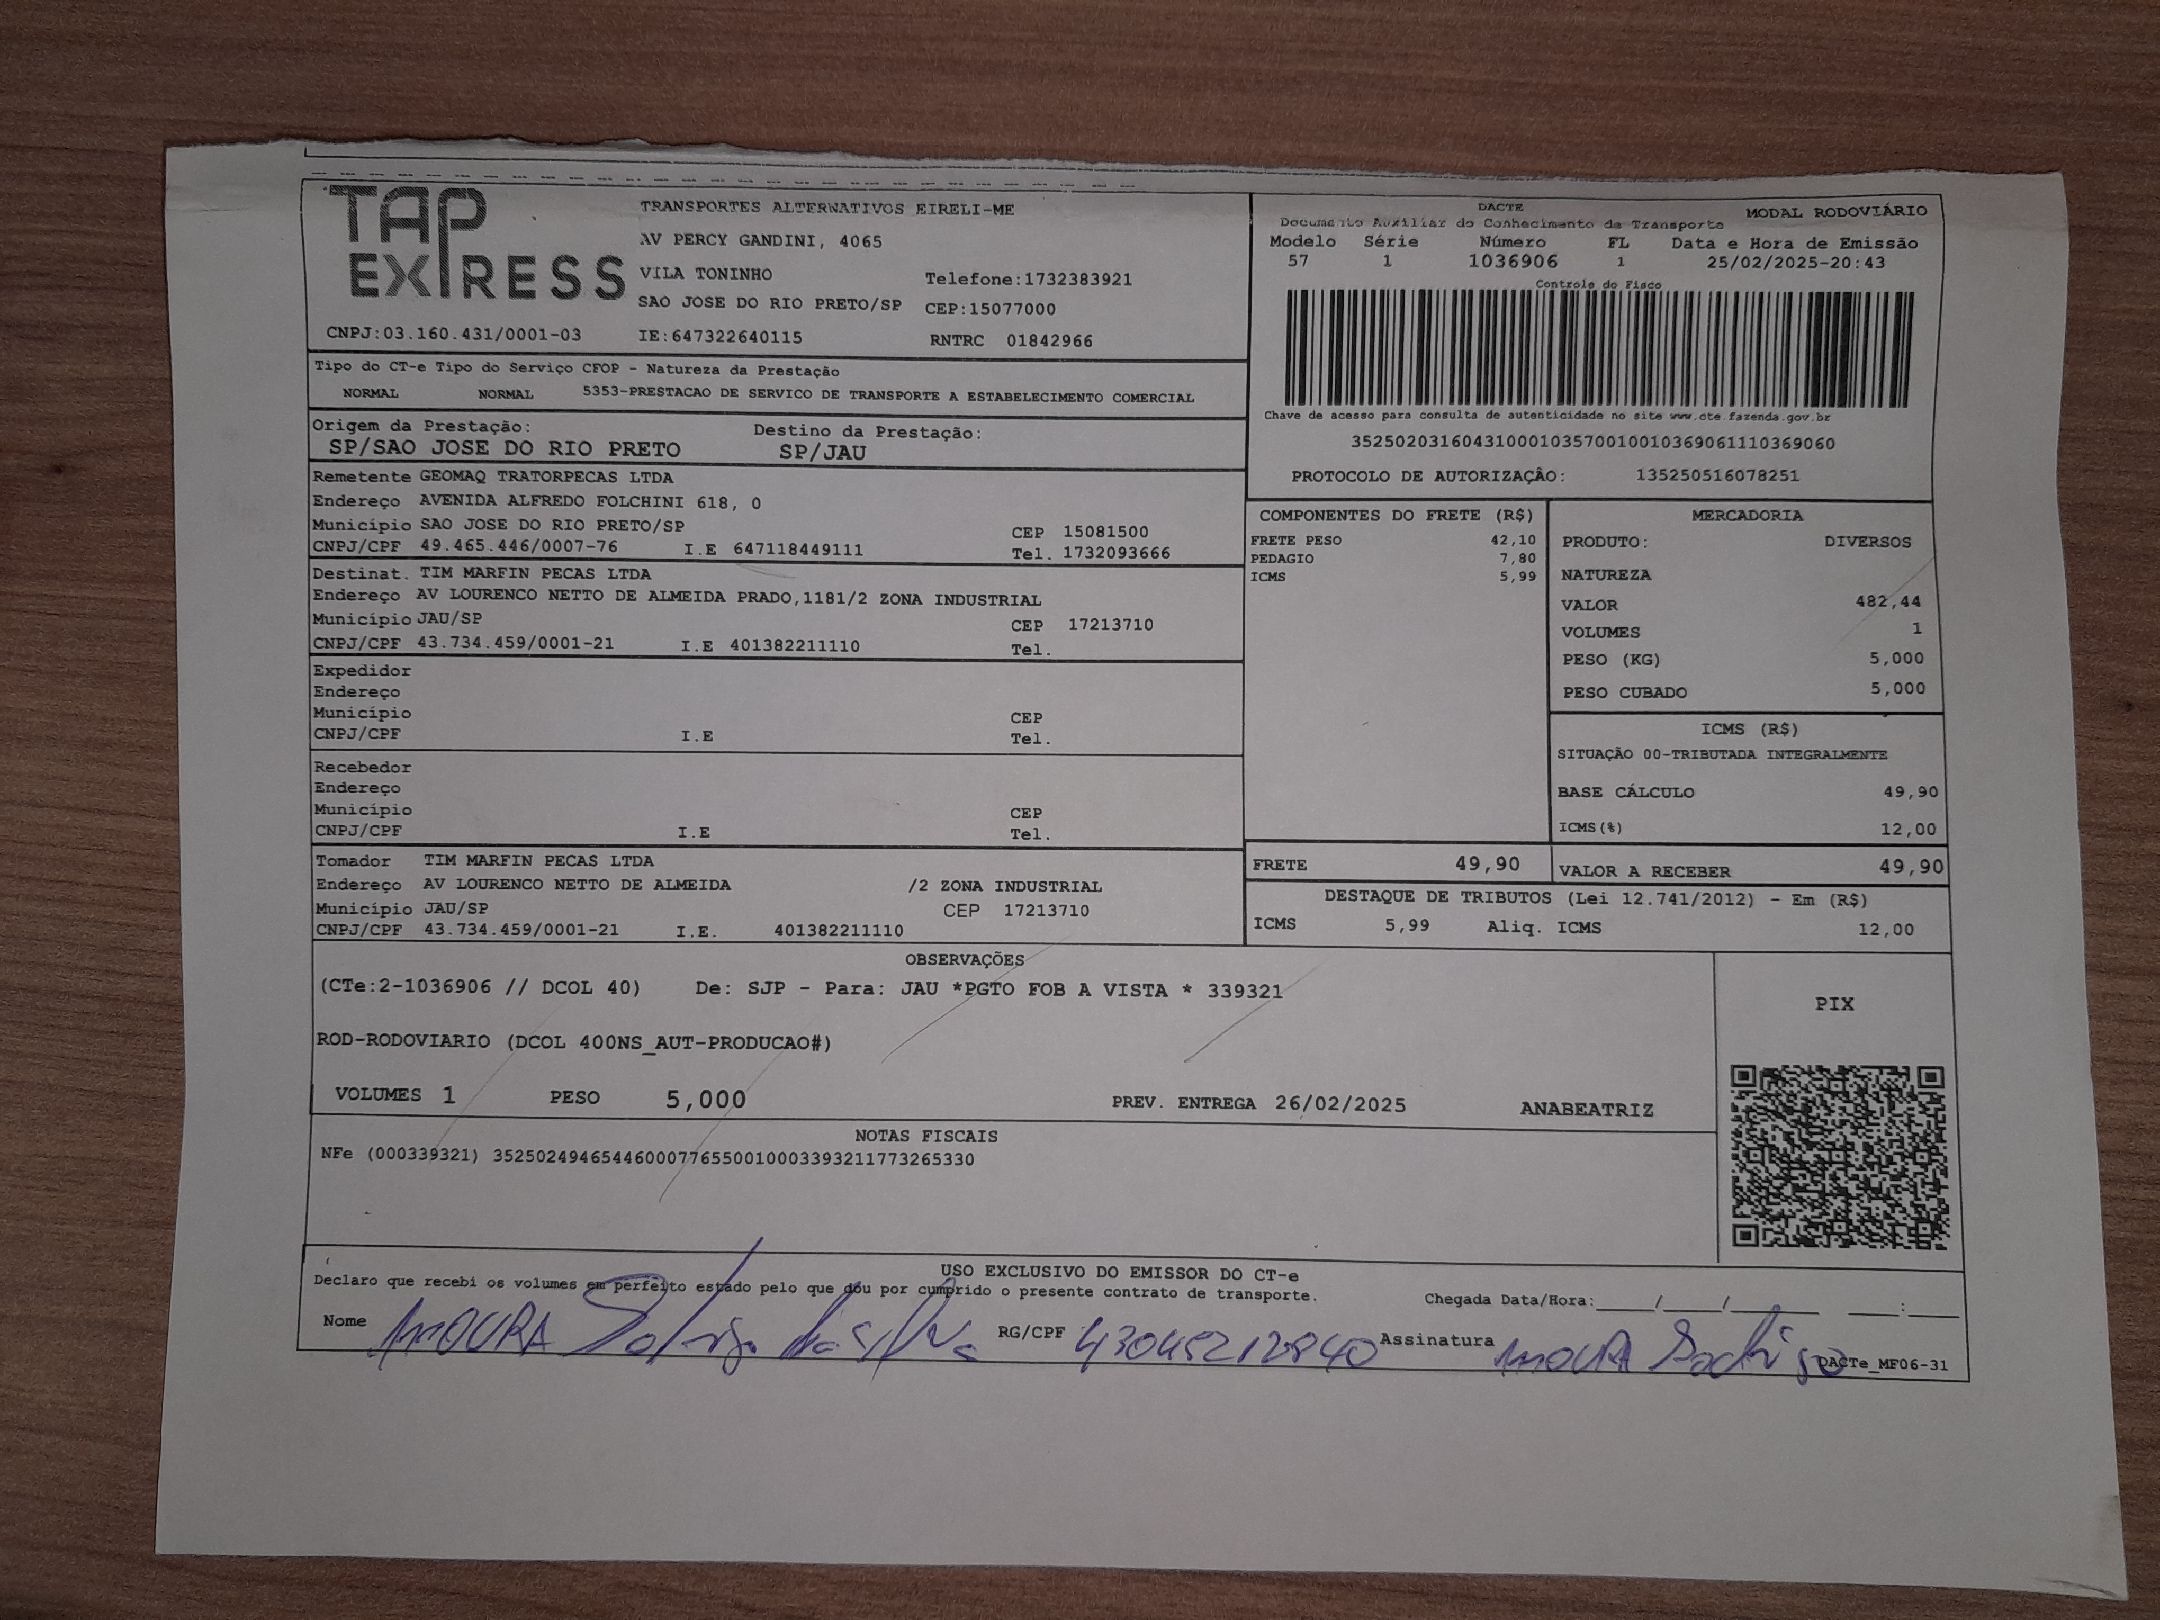 TAP EXPRESS
TRANSPORTES ALTERNATIVOS EIRELI-ME
AV PERCY GANDINI, 4065
VILA TONINHO Telefone:1732383921
SAO JOSE DO RIO PRETO/SP CEP:15077000
CNPJ:03.160.431/0001-03 IE:647322640115 RNTRC 01842966
DACTE MODAL RODOVIÁRIO
Documento Auxiliar do Conhecimento de Transporte
Modelo Série Número FL Data e Hora de Emissão
57 1 1036906 1 25/02/2025-20:43
Controle do Fisco
Chave de acesso para consulta de autenticidade no site www.cte.fazenda.gov.br
35250203160431000103570010010369061110369060
PROTOCOLO DE AUTORIZAÇÂO: 135250516078251
Tipo do CT-e Tipo do Serviço CFOP - Natureza da Prestação
NORMAL NORMAL 5353-PRESTACAO DE SERVICO DE TRANSPORTE A ESTABELECIMENTO COMERCIAL
Origem da Prestação: Destino da Prestação:
SP/SAO JOSE DO RIO PRETO SP/JAU
Remetente GEOMAQ TRATORPECAS LTDA
Endereço AVENIDA ALFREDO FOLCHINI 618, 0
Município SAO JOSE DO RIO PRETO/SP CEP 15081500
CNPJ/CPF 49.465.446/0007-76 I.E 647118449111 Tel. 1732093666
Destinat. TIM MARFIN PECAS LTDA
Endereço AV LOURENCO NETTO DE ALMEIDA PRADO,1181/2 ZONA INDUSTRIAL
Município JAU/SP CEP 17213710
CNPJ/CPF 43.734.459/0001-21 I.E 401382211110 Tel.
Expedidor
Endereço
Município CEP
CNPJ/CPF I.E Tel.
Recebedor
Endereço
Município CEP
CNPJ/CPF I.E Tel.
Tomador TIM MARFIN PECAS LTDA
Endereço AV LOURENCO NETTO DE ALMEIDA /2 ZONA INDUSTRIAL
Município JAU/SP CEP 17213710
CNPJ/CPF 43.734.459/0001-21 I.E. 401382211110
COMPONENTES DO FRETE (R$)
FRETE PESO 42,10
PEDAGIO 7,80
ICMS 5,99
MERCADORIA
PRODUTO: DIVERSOS
NATUREZA
VALOR 482,44
VOLUMES 1
PESO (KG) 5,000
PESO CUBADO 5,000
ICMS (R$)
SITUAÇÃO 00-TRIBUTADA INTEGRALMENTE
BASE CÁLCULO 49,90
ICMS(%) 12,00
FRETE 49,90 VALOR A RECEBER 49,90
DESTAQUE DE TRIBUTOS (Lei 12.741/2012) - Em (R$)
ICMS 5,99 Aliq. ICMS 12,00
OBSERVAÇÕES
(CTe:2-1036906 // DCOL 40) De: SJP - Para: JAU *PGTO FOB A VISTA * 339321
ROD-RODOVIARIO (DCOL 400NS_AUT-PRODUCAO#)
VOLUMES 1 PESO 5,000 PREV. ENTREGA 26/02/2025 ANABEATRIZ
PIX
NOTAS FISCAIS
NFe (000339321) 35250249465446000776550010003393211773265330
USO EXCLUSIVO DO EMISSOR DO CT-e
Declaro que recebi os volumes em perfeito estado pelo que dou por cumprido o presente contrato de transporte. Chegada Data/Hora:____/____/______ ___:___
Nome MOURA RG/CPF Assinatura
DACTe_MF06-31